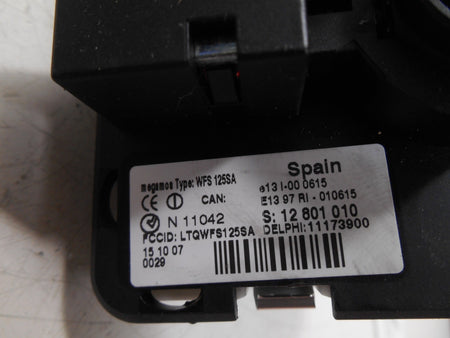 megamos Type: WFS 125SA
Spain
e13 I-00 0615
CE CAN:
E13 97 RI - 010615
N 11042
S: 12 801 010
FCCID: LTQWFS125SA
DELPHI:11173900
15 10 07
0029